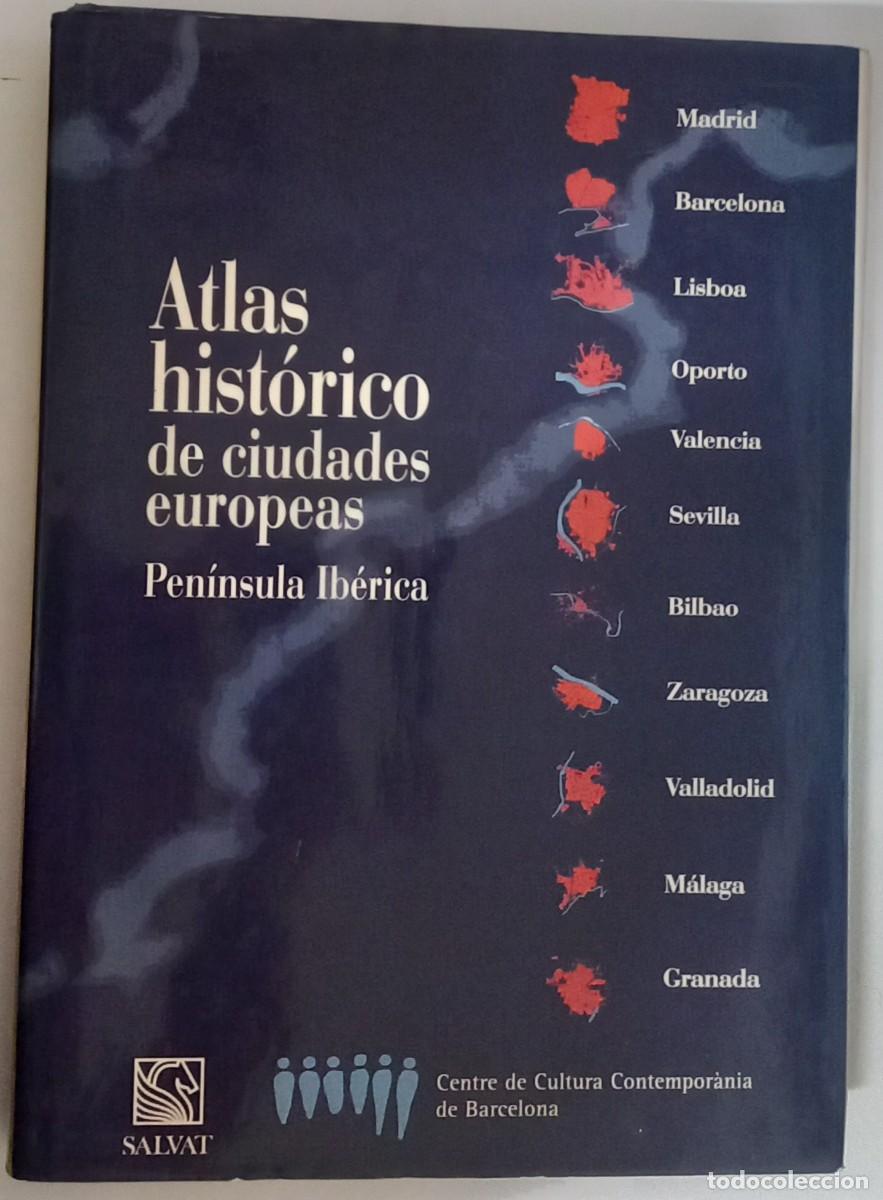 Atlas
histórico
de ciudades
europeas
Península Ibérica
Madrid
Barcelona
Lisboa
Oporto
Valencia
Sevilla
Bilbao
Zaragoza
Valladolid
Málaga
Granada
SALVAT
Centre de Cultura Contemporània
de Barcelona
todocoleccion